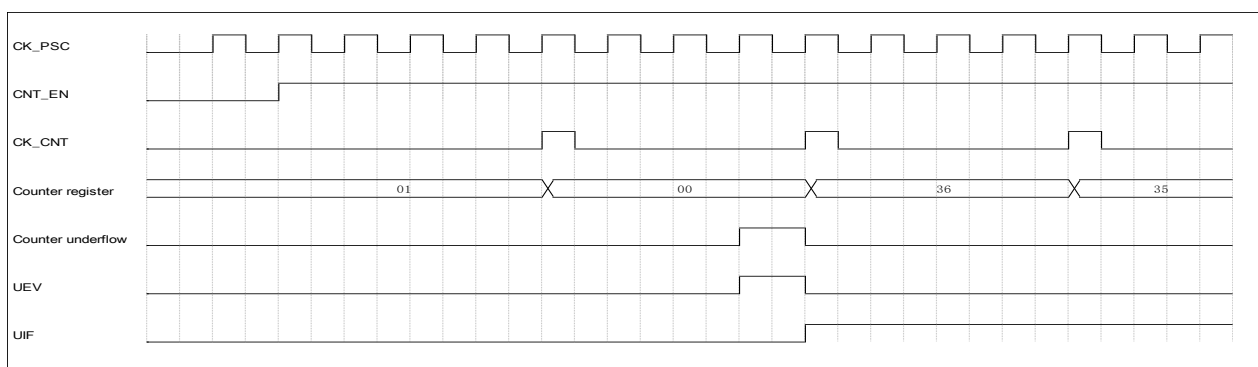 CK_PSC
CNT_EN
CK_CNT
Counter register 01 00 36 35
Counter underflow
UEV
UIF